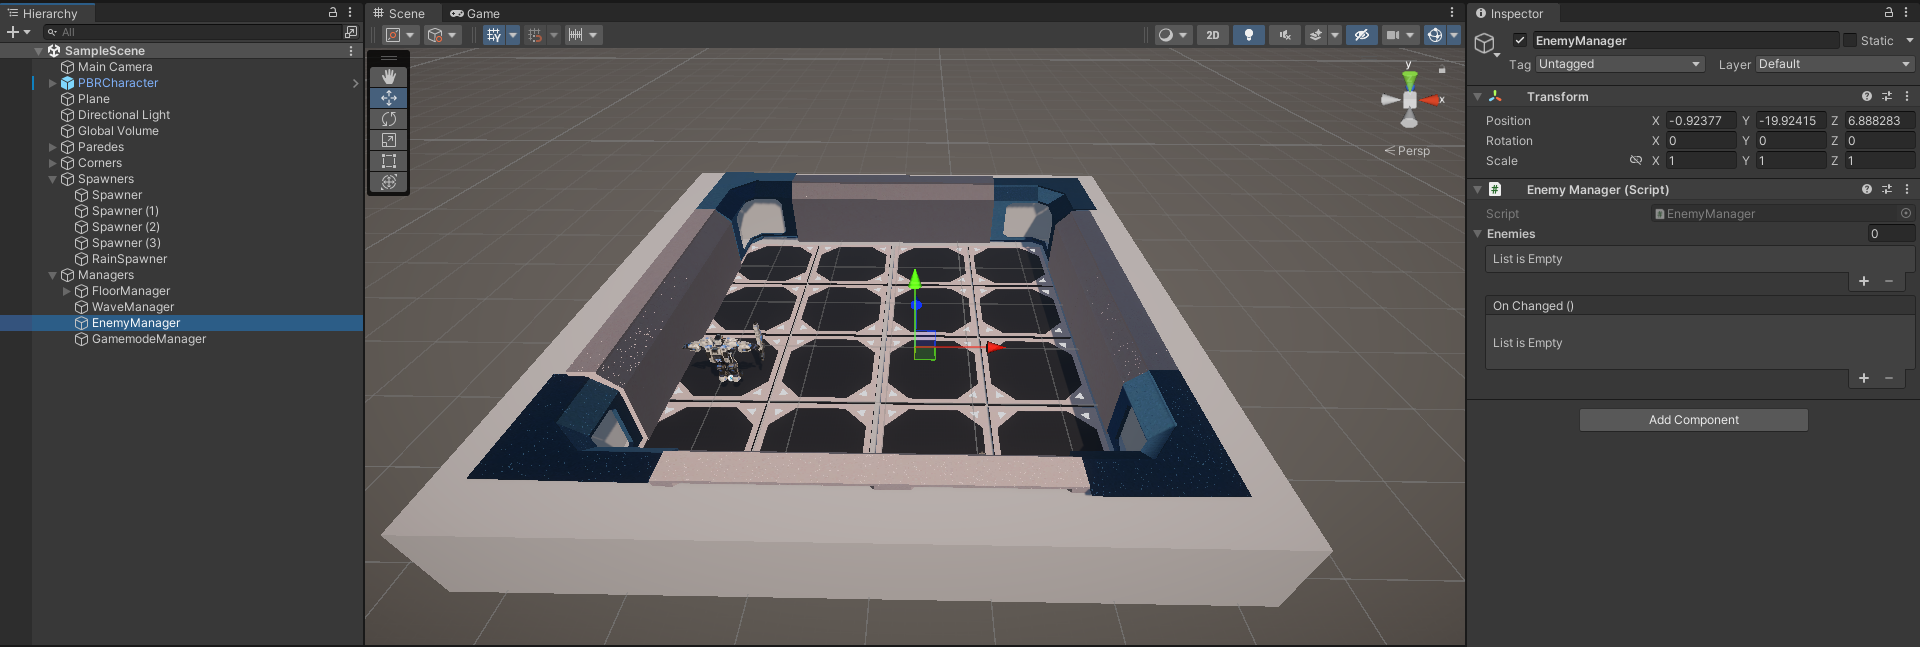 Hierarchy
All
SampleScene
Main Camera
PBRCharacter
Plane
Directional Light
Global Volume
Paredes
Corners
Spawners
Spawner
Spawner (1)
Spawner (2)
Spawner (3)
RainSpawner
Managers
FloorManager
WaveManager
EnemyManager
GamemodeManager
Scene Game
2D
y
x
Persp
Inspector
EnemyManager Static
Tag Untagged Layer Default
Transform
Position X -0.92377 Y -19.92415 Z 6.888283
Rotation X 0 Y 0 Z 0
Scale X 1 Y 1 Z 1
# Enemy Manager (Script)
Script EnemyManager
Enemies 0
List is Empty
+ −
On Changed ()
List is Empty
+ −
Add Component